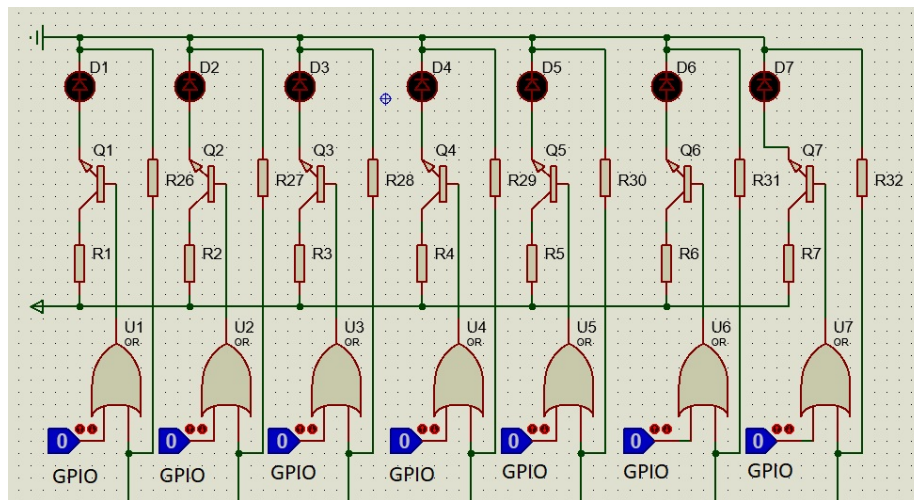 D1 D2 D3 D4 D5 D6 D7
Q1 Q2 Q3 Q4 Q5 Q6 Q7
R26 R27 R28 R29 R30 R31 R32
R1 R2 R3 R4 R5 R6 R7
U1 U2 U3 U4 U5 U6 U7
OR OR OR OR OR OR OR
0 0 0 0 0 0 0
GPIO GPIO GPIO GPIO GPIO GPIO GPIO